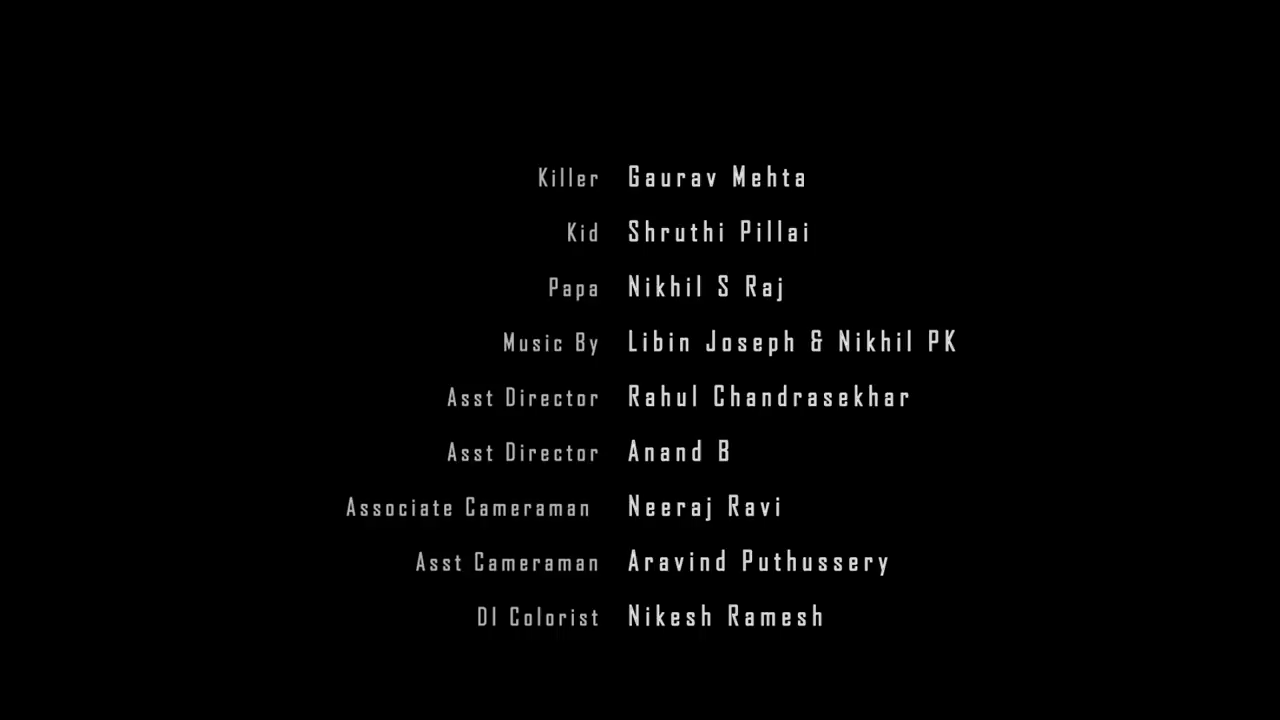 Killer Gaurav Mehta
Kid Shruthi Pillai
Papa Nikhil S Raj
Music By Libin Joseph & Nikhil PK
Asst Director Rahul Chandrasekhar
Asst Director Anand B
Associate Cameraman Neeraj Ravi
Asst Cameraman Aravind Puthussery
DI Colorist Nikesh Ramesh